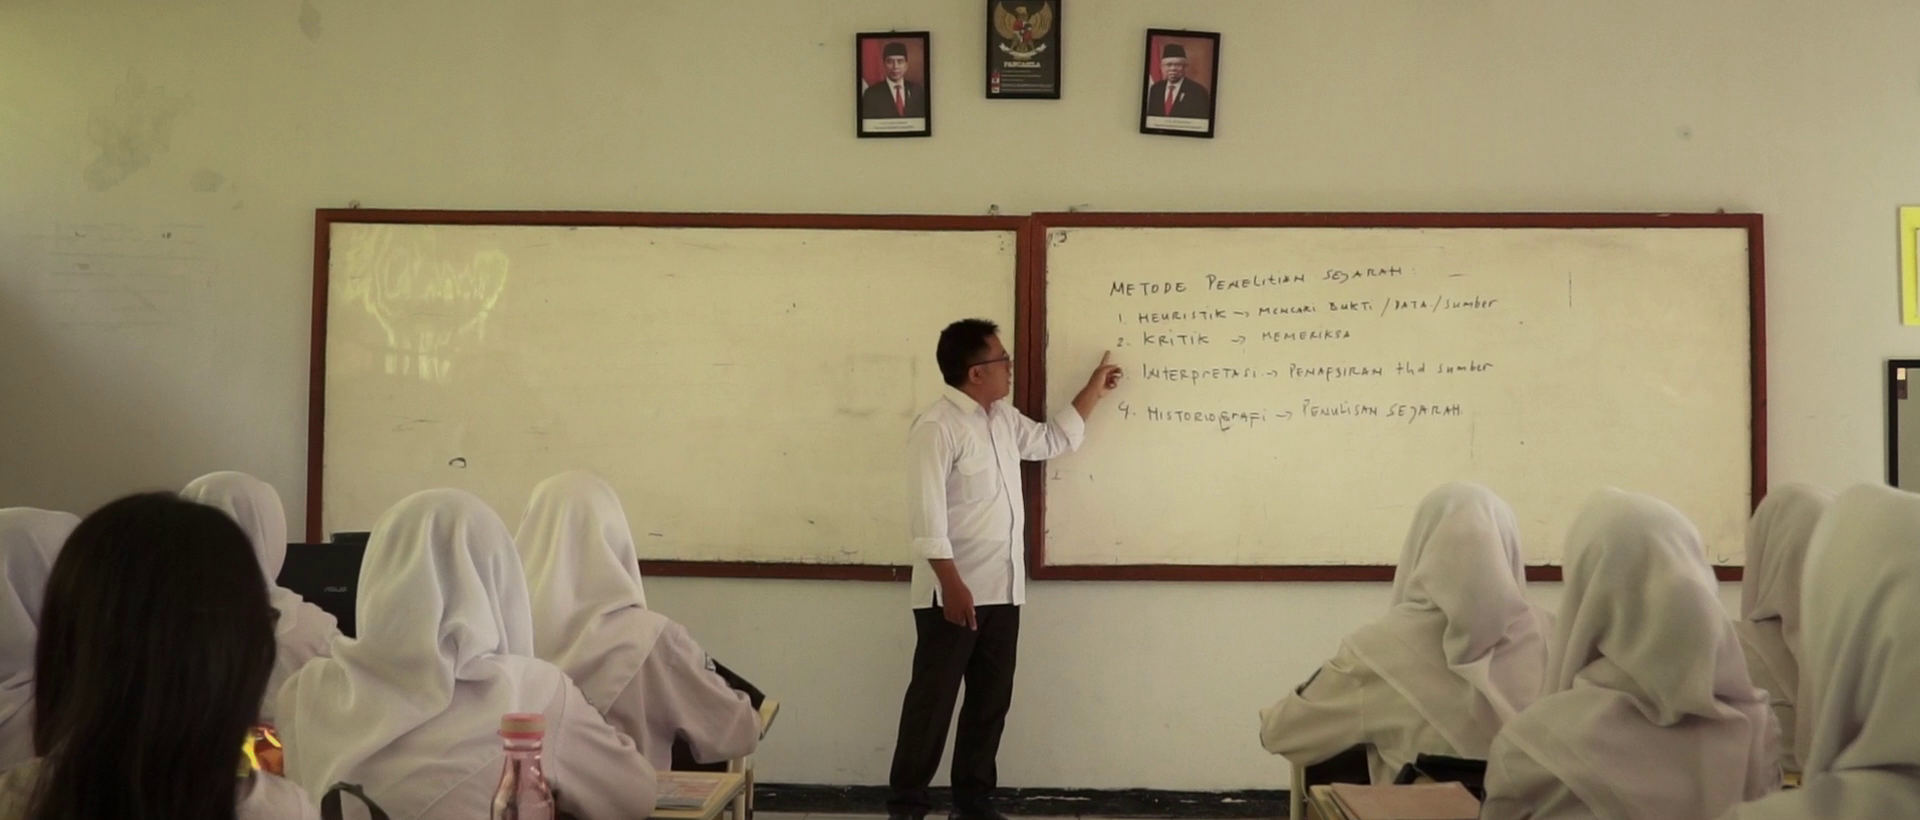 PANCASILA
METODE PENELITIAN SEJARAH :
1. HEURISTIK → MENCARI BUKTI / DATA / Sumber
2. KRITIK → MEMERIKSA
INTERPRETASI → PENAFSIRAN thd sumber
4. HISTORIOGRAFI → PENULISAN SEJARAH.
ASUS